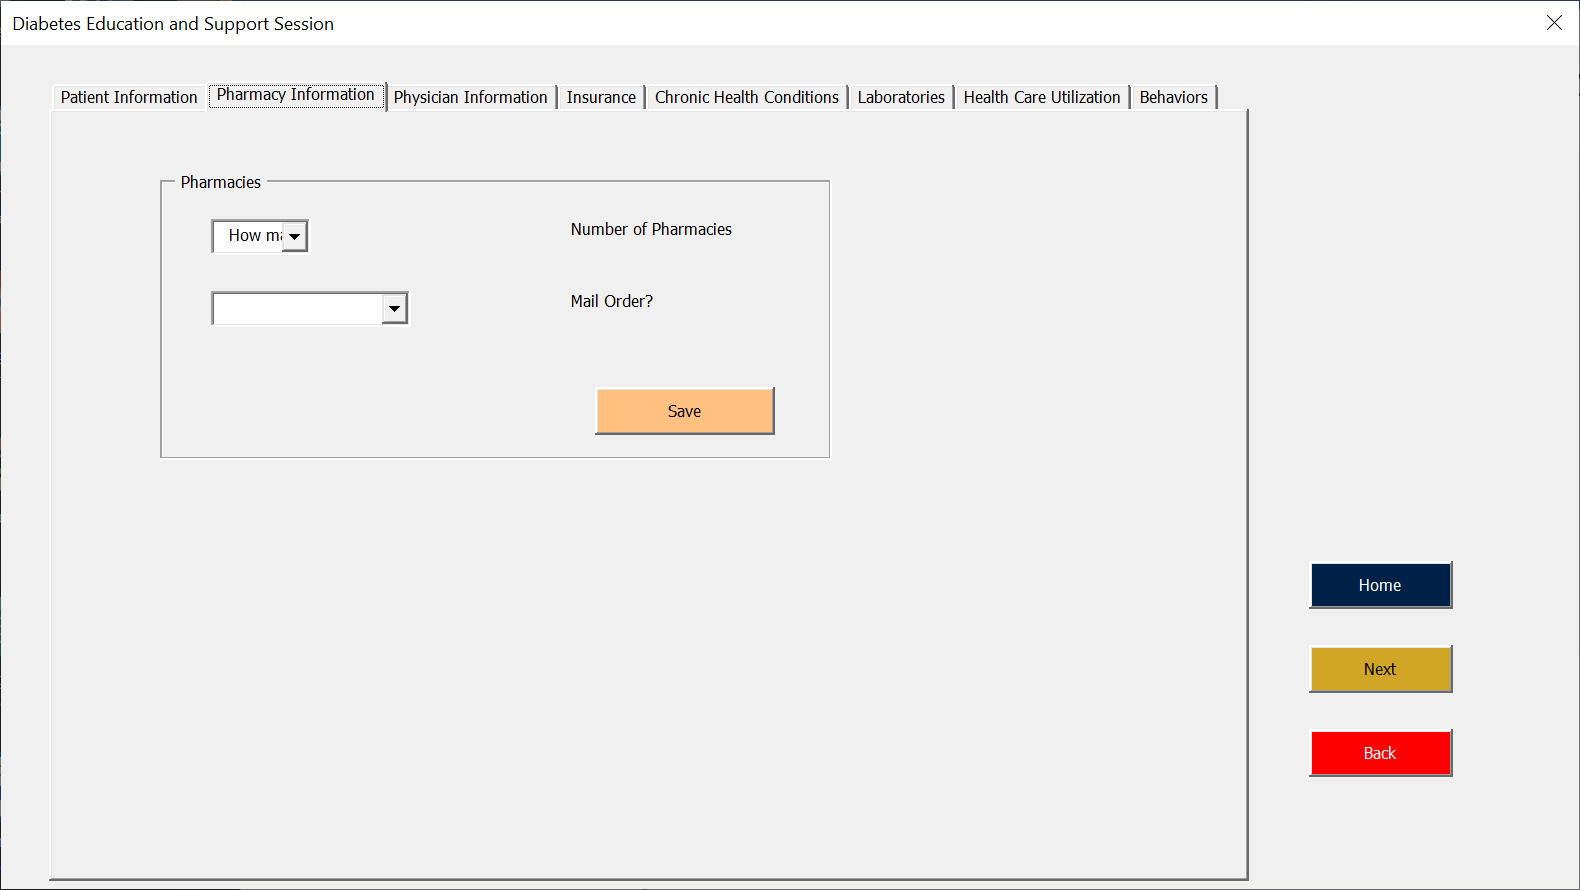 Diabetes Education and Support Session
Patient Information Pharmacy Information Physician Information Insurance Chronic Health Conditions Laboratories Health Care Utilization Behaviors
Pharmacies
How Number of Pharmacies
Mail Order?
Save
Home
Next
Back